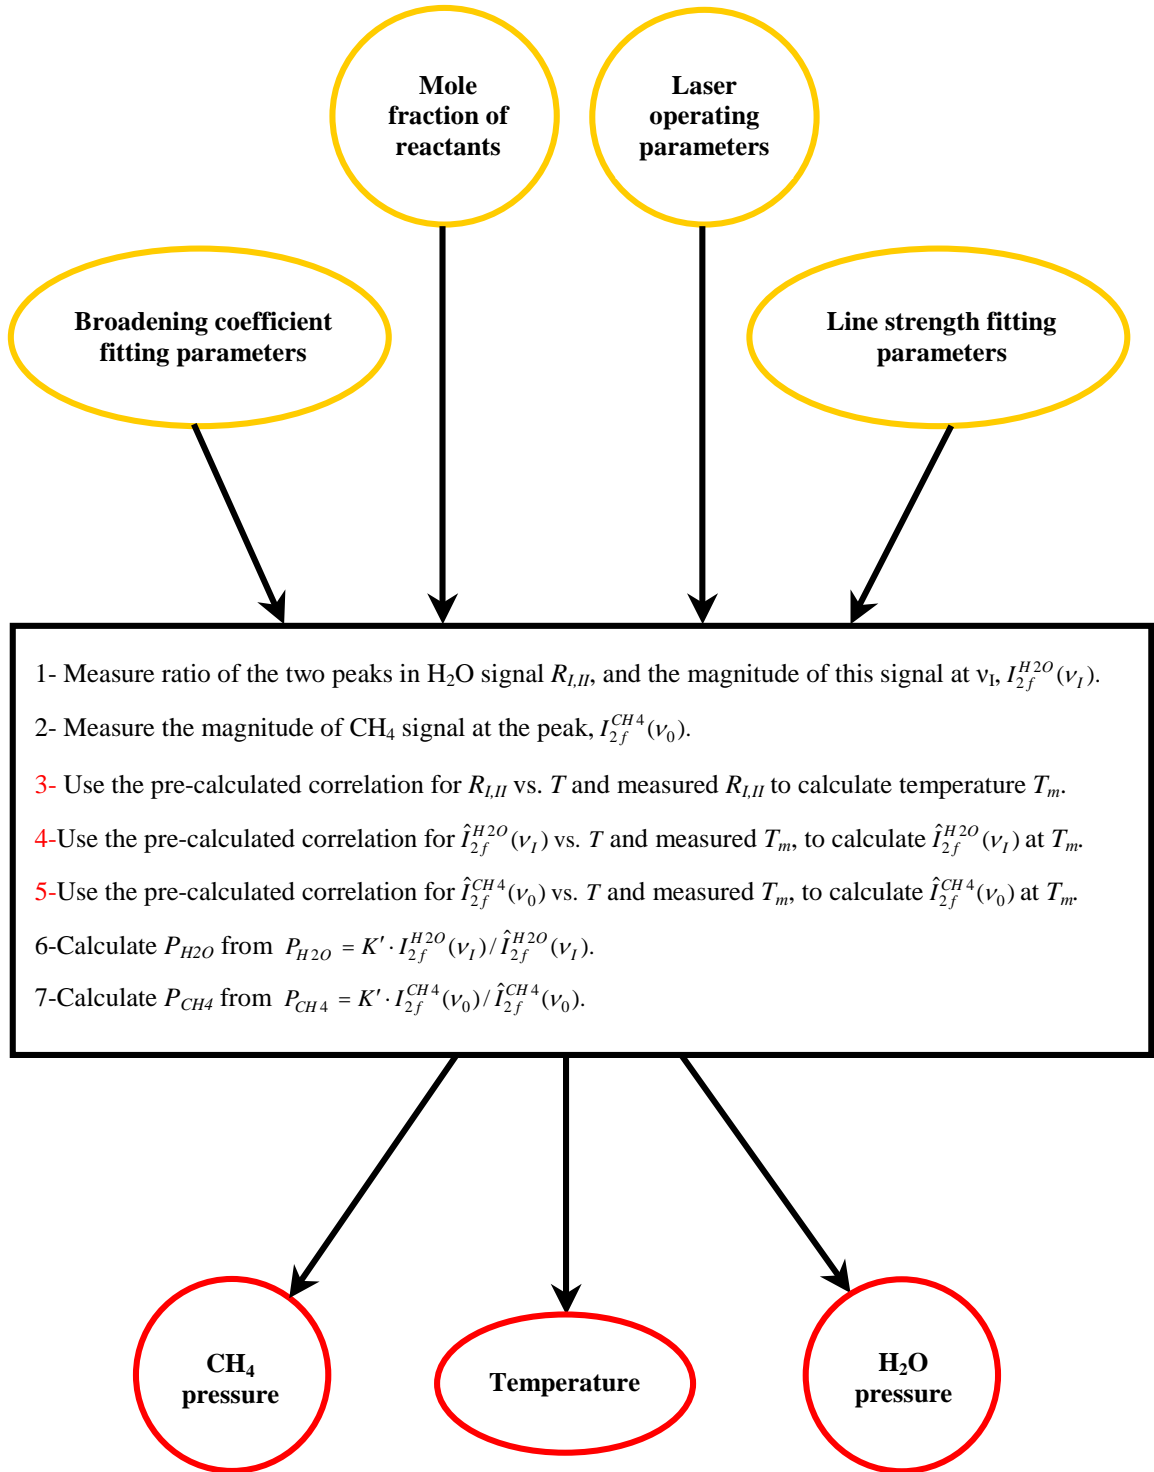 Mole
fraction of
reactants
Laser
operating
parameters
Broadening coefficient
fitting parameters
Line strength fitting
parameters
1- Measure ratio of the two peaks in H₂O signal R_{I,II}, and the magnitude of this signal at ν_I, I_{2f}^{H2O}(ν_I).
2- Measure the magnitude of CH₄ signal at the peak, I_{2f}^{CH4}(ν_0).
3- Use the pre-calculated correlation for R_{I,II} vs. T and measured R_{I,II} to calculate temperature T_m.
4-Use the pre-calculated correlation for Î_{2f}^{H2O}(ν_I) vs. T and measured T_m, to calculate Î_{2f}^{H2O}(ν_I) at T_m.
5-Use the pre-calculated correlation for Î_{2f}^{CH4}(ν_0) vs. T and measured T_m, to calculate Î_{2f}^{CH4}(ν_0) at T_m.
6-Calculate P_{H2O} from P_{H2O} = K′ · I_{2f}^{H2O}(ν_I) / Î_{2f}^{H2O}(ν_I).
7-Calculate P_{CH4} from P_{CH4} = K′ · I_{2f}^{CH4}(ν_0) / Î_{2f}^{CH4}(ν_0).
CH₄
pressure
Temperature
H₂O
pressure